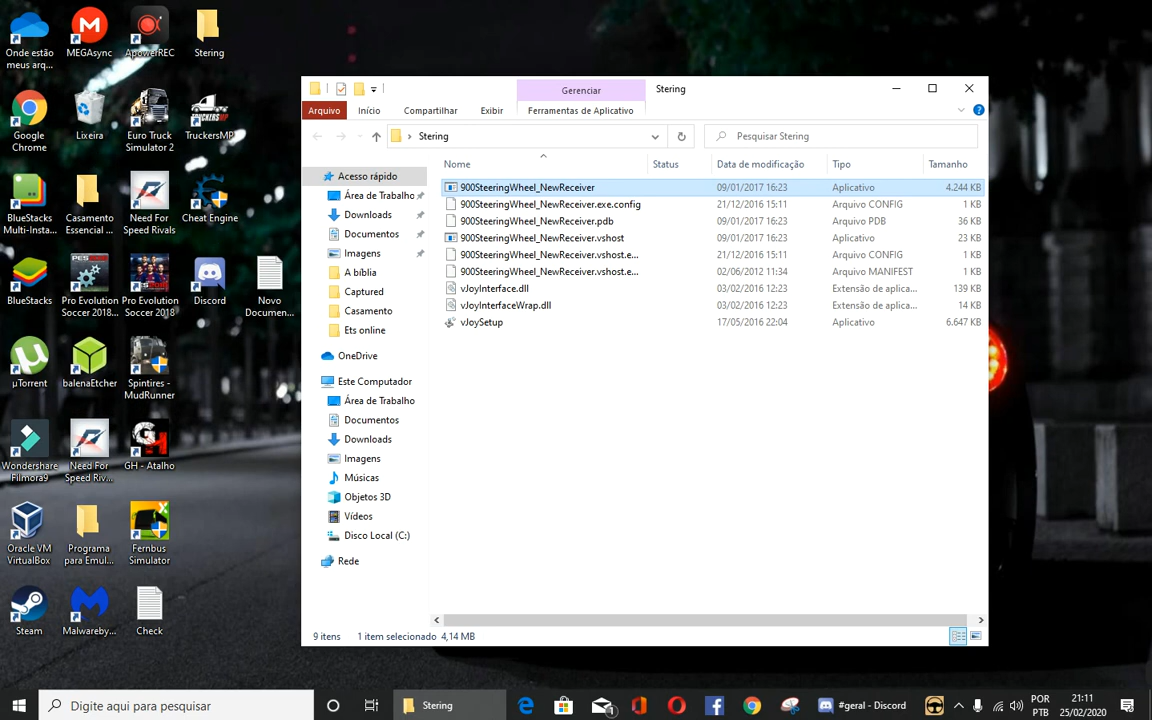 Onde estão
meus arq...
MEGAsync
ApowerREC
Stering
Google
Chrome
Lixeira
Euro Truck
Simulator 2
TruckersMP
BlueStacks
Multi-Insta...
Casamento
Essencial ...
Need For
Speed Rivals
Cheat Engine
BlueStacks
Pro Evolution
Soccer 2018...
Pro Evolution
Soccer 2018
Discord
Novo
Documen...
µTorrent
balenaEtcher
Spintires -
MudRunner
Wondershare
Filmora9
Need For
Speed Riv...
GH - Atalho
Oracle VM
VirtualBox
Programa
para Emul...
Fernbus
Simulator
Steam
Malwareby...
Check
Gerenciar
Stering
Arquivo
Início
Compartilhar
Exibir
Ferramentas de Aplicativo
Stering
Pesquisar Stering
Acesso rápido
Área de Trabalho
Downloads
Documentos
Imagens
A bíblia
Captured
Casamento
Ets online
OneDrive
Este Computador
Área de Trabalho
Documentos
Downloads
Imagens
Músicas
Objetos 3D
Vídeos
Disco Local (C:)
Rede
Nome Status Data de modificação Tipo Tamanho
900SteeringWheel_NewReceiver 09/01/2017 16:23 Aplicativo 4.244 KB
900SteeringWheel_NewReceiver.exe.config 21/12/2016 15:11 Arquivo CONFIG 1 KB
900SteeringWheel_NewReceiver.pdb 09/01/2017 16:23 Arquivo PDB 36 KB
900SteeringWheel_NewReceiver.vshost 09/01/2017 16:23 Aplicativo 23 KB
900SteeringWheel_NewReceiver.vshost.e... 21/12/2016 15:11 Arquivo CONFIG 1 KB
900SteeringWheel_NewReceiver.vshost.e... 02/06/2012 11:34 Arquivo MANIFEST 1 KB
vJoyInterface.dll 03/02/2016 12:23 Extensão de aplica... 139 KB
vJoyInterfaceWrap.dll 03/02/2016 12:23 Extensão de aplica... 14 KB
vJoySetup 17/05/2016 22:04 Aplicativo 6.647 KB
9 itens 1 item selecionado 4,14 MB
Digite aqui para pesquisar
Stering
1
#geral - Discord
POR
PTB
21:11
25/02/2020